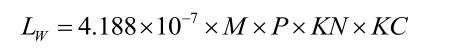 L_W = 4.188×10⁻⁷ × M × P × KN × KC